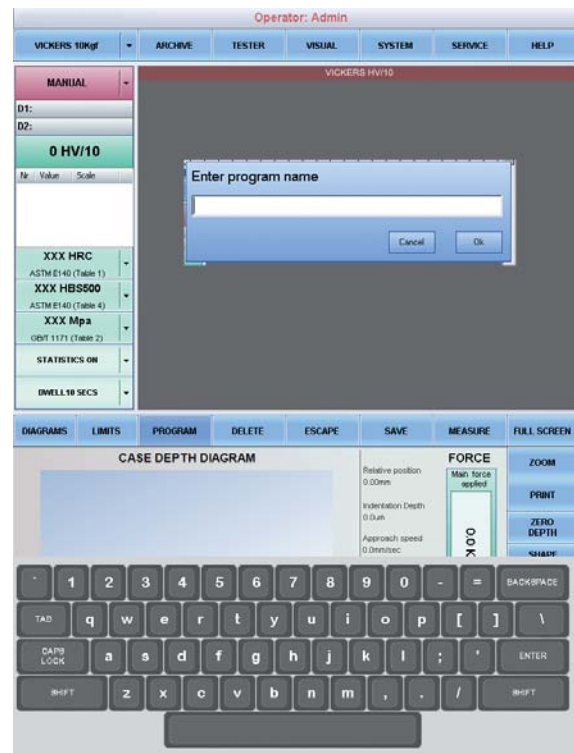 Operator: Admin
VICKERS 10Kgf ARCHIVE TESTER VISUAL SYSTEM SERVICE HELP
VICKERS HV/10
MANUAL
D1:
D2:
0 HV/10
Nr Value Scale
Enter program name
Cancel Ok
XXX HRC
ASTM E140 (Table 1)
XXX HBS500
ASTM E140 (Table 4)
XXX Mpa
GB/T 1171 (Table 2)
STATISTICS ON
DWELL10 SECS
DIAGRAMS LIMITS PROGRAM DELETE ESCAPE SAVE MEASURE FULL SCREEN
CASE DEPTH DIAGRAM
Relative position
0.00mm
Indentation Depth
0.0um
Approach speed
0.0mm/sec
FORCE
Main force
applied
0.0 K
ZOOM
PRINT
ZERO
DEPTH
SHAPE
` 1 2 3 4 5 6 7 8 9 0 - = BACKSPACE
TAB q w e r t y u i o p [ ] \
CAPS
LOCK a s d f g h j k l ; ' ENTER
SHIFT z x c v b n m , . / SHIFT